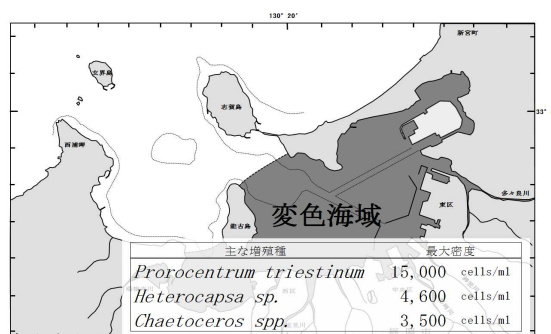 130° 20′
新宮町
玄界島
志賀島
33°
西浦岬
多々良川
東区
能古島
変色海域
主な増殖種 最大密度
Prorocentrum triestinum 15,000 cells/ml
Heterocapsa sp. 4,600 cells/ml
Chaetoceros spp. 3,500 cells/ml